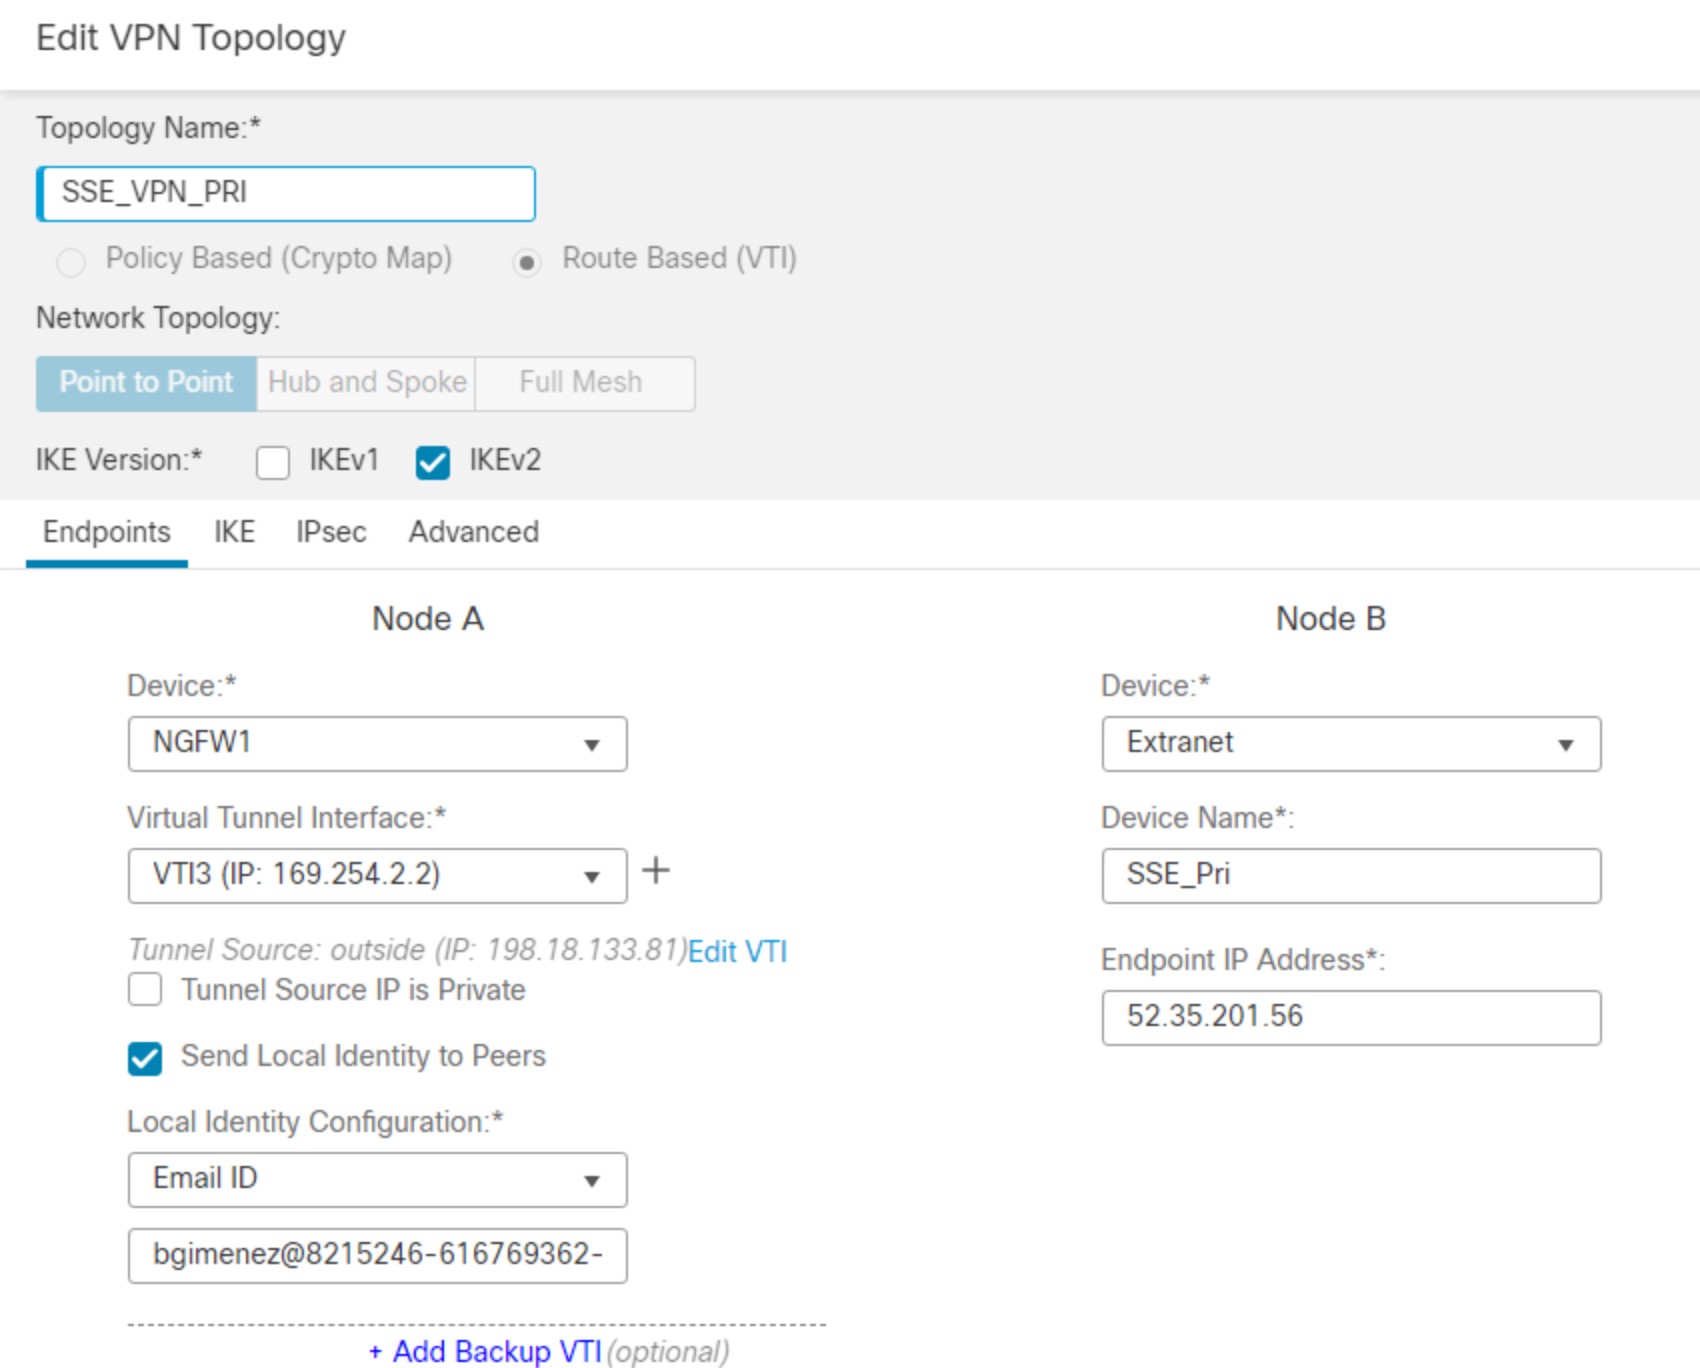 Edit VPN Topology
Topology Name:*
SSE_VPN_PRI
Policy Based (Crypto Map) Route Based (VTI)
Network Topology:
Point to Point Hub and Spoke Full Mesh
IKE Version:* IKEv1 IKEv2
Endpoints IKE IPsec Advanced
Node A
Device:*
NGFW1
Virtual Tunnel Interface:*
VTI3 (IP: 169.254.2.2) +
Tunnel Source: outside (IP: 198.18.133.81)Edit VTI
Tunnel Source IP is Private
Send Local Identity to Peers
Local Identity Configuration:*
Email ID
bgimenez@8215246-616769362-
+ Add Backup VTI (optional)
Node B
Device:*
Extranet
Device Name*:
SSE_Pri
Endpoint IP Address*:
52.35.201.56